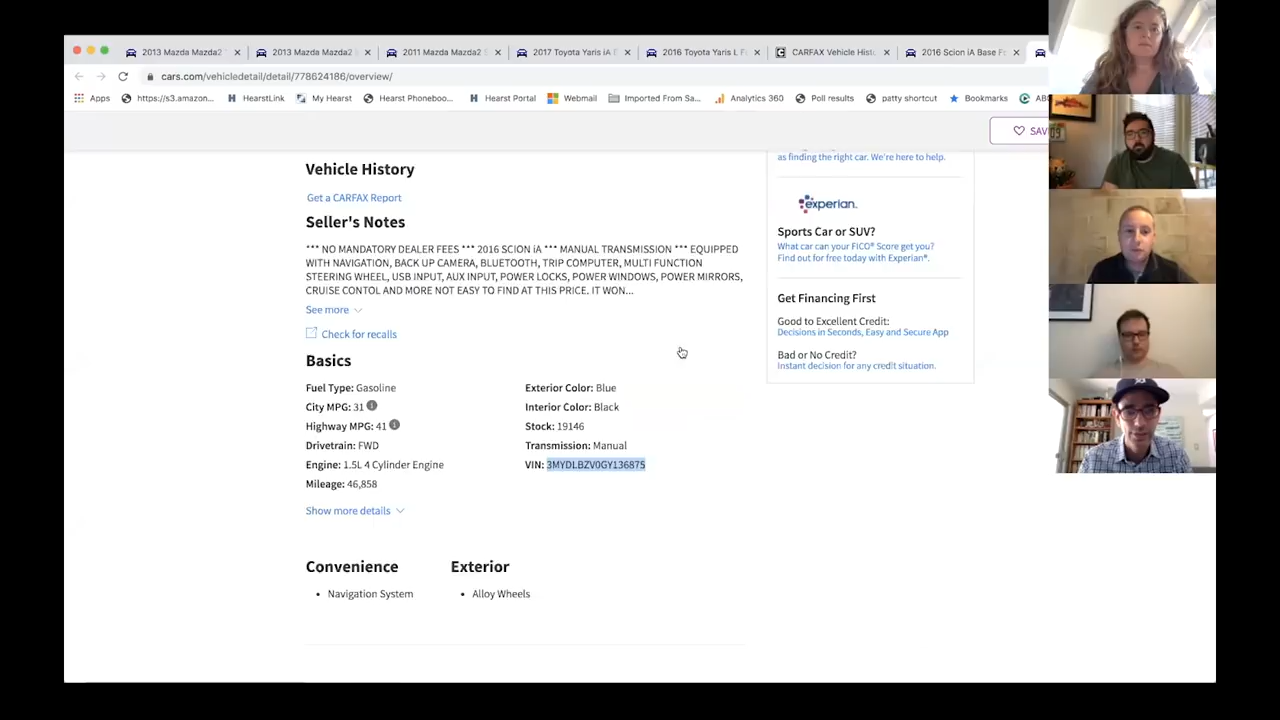 2013 Mazda Mazda2
2013 Mazda Mazda2
2011 Mazda Mazda2 S
2017 Toyota Yaris iA B
2016 Toyota Yaris L F
CARFAX Vehicle Histo
2016 Scion iA Base Fo
cars.com/vehicledetail/detail/778624186/overview/
Apps
https://s3.amazon...
HearstLink
My Hearst
Hearst Phoneboo...
Hearst Portal
Webmail
Imported From Sa...
Analytics 360
Poll results
patty shortcut
Bookmarks
SAV
Vehicle History
Get a CARFAX Report
Seller's Notes
*** NO MANDATORY DEALER FEES *** 2016 SCION iA *** MANUAL TRANSMISSION *** EQUIPPED
WITH NAVIGATION, BACK UP CAMERA, BLUETOOTH, TRIP COMPUTER, MULTI FUNCTION
STEERING WHEEL, USB INPUT, AUX INPUT, POWER LOCKS, POWER WINDOWS, POWER MIRRORS,
CRUISE CONTOL AND MORE NOT EASY TO FIND AT THIS PRICE. IT WON...
See more
Check for recalls
Basics
Fuel Type: Gasoline
City MPG: 31
Highway MPG: 41
Drivetrain: FWD
Engine: 1.5L 4 Cylinder Engine
Mileage: 46,858
Exterior Color: Blue
Interior Color: Black
Stock: 19146
Transmission: Manual
VIN: 3MYDLBZV0GY136875
Show more details
Convenience
Navigation System
Exterior
Alloy Wheels
as finding the right car. We're here to help.
experian.
Sports Car or SUV?
What car can your FICO® Score get you?
Find out for free today with Experian®.
Get Financing First
Good to Excellent Credit:
Decisions in Seconds, Easy and Secure App
Bad or No Credit?
Instant decision for any credit situation.